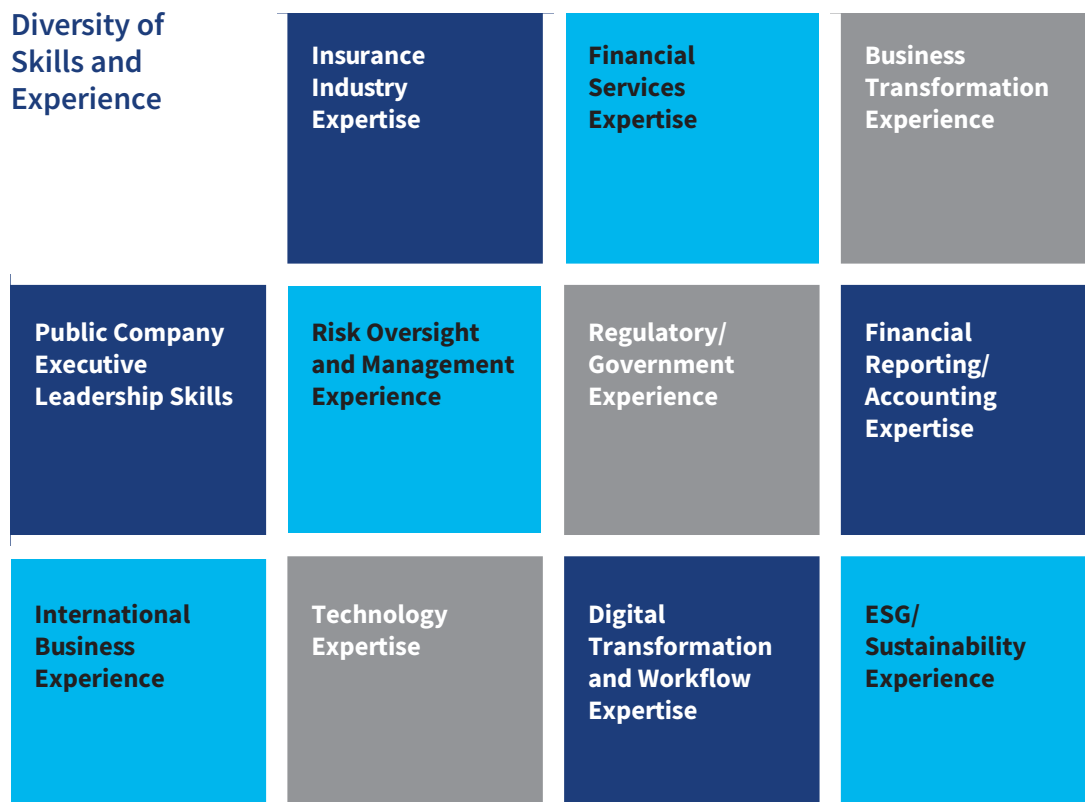 Diversity of
Skills and
Experience
Insurance
Industry
Expertise
Financial
Services
Expertise
Business
Transformation
Experience
Public Company
Executive
Leadership Skills
Risk Oversight
and Management
Experience
Regulatory/
Government
Experience
Financial
Reporting/
Accounting
Expertise
International
Business
Experience
Technology
Expertise
Digital
Transformation
and Workflow
Expertise
ESG/
Sustainability
Experience